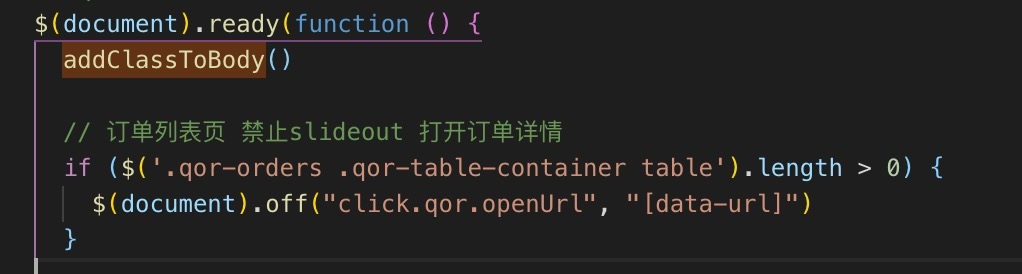 $(document).ready(function () {
addClassToBody()
// 订单列表页 禁止slideout 打开订单详情
if ($('.qor-orders .qor-table-container table').length > 0) {
$(document).off("click.qor.openUrl", "[data-url]")
}